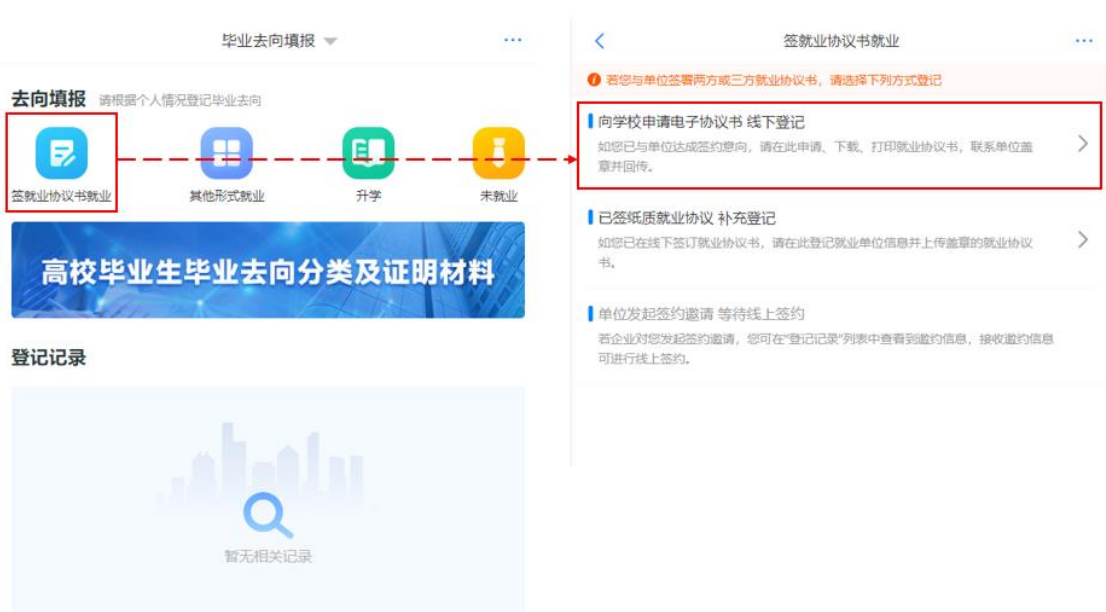 毕业去向填报
去向填报 请根据个人情况登记毕业去向
签就业协议书就业
其他形式就业
升学
未就业
高校毕业生毕业去向分类及证明材料
登记记录
暂无相关记录
签就业协议书就业
若您与单位签署两方或三方就业协议书，请选择下列方式登记
向学校申请电子协议书 线下登记
如您已与单位达成签约意向，请在此申请、下载、打印就业协议书，联系单位盖
章并回传。
已签纸质就业协议 补充登记
如您已在线下签订就业协议书，请在此登记就业单位信息并上传盖章的就业协议
书。
单位发起签约邀请 等待线上签约
若企业对您发起签约邀请，您可在“登记记录”列表中查看到邀约信息，接收邀约信息
可进行线上签约。